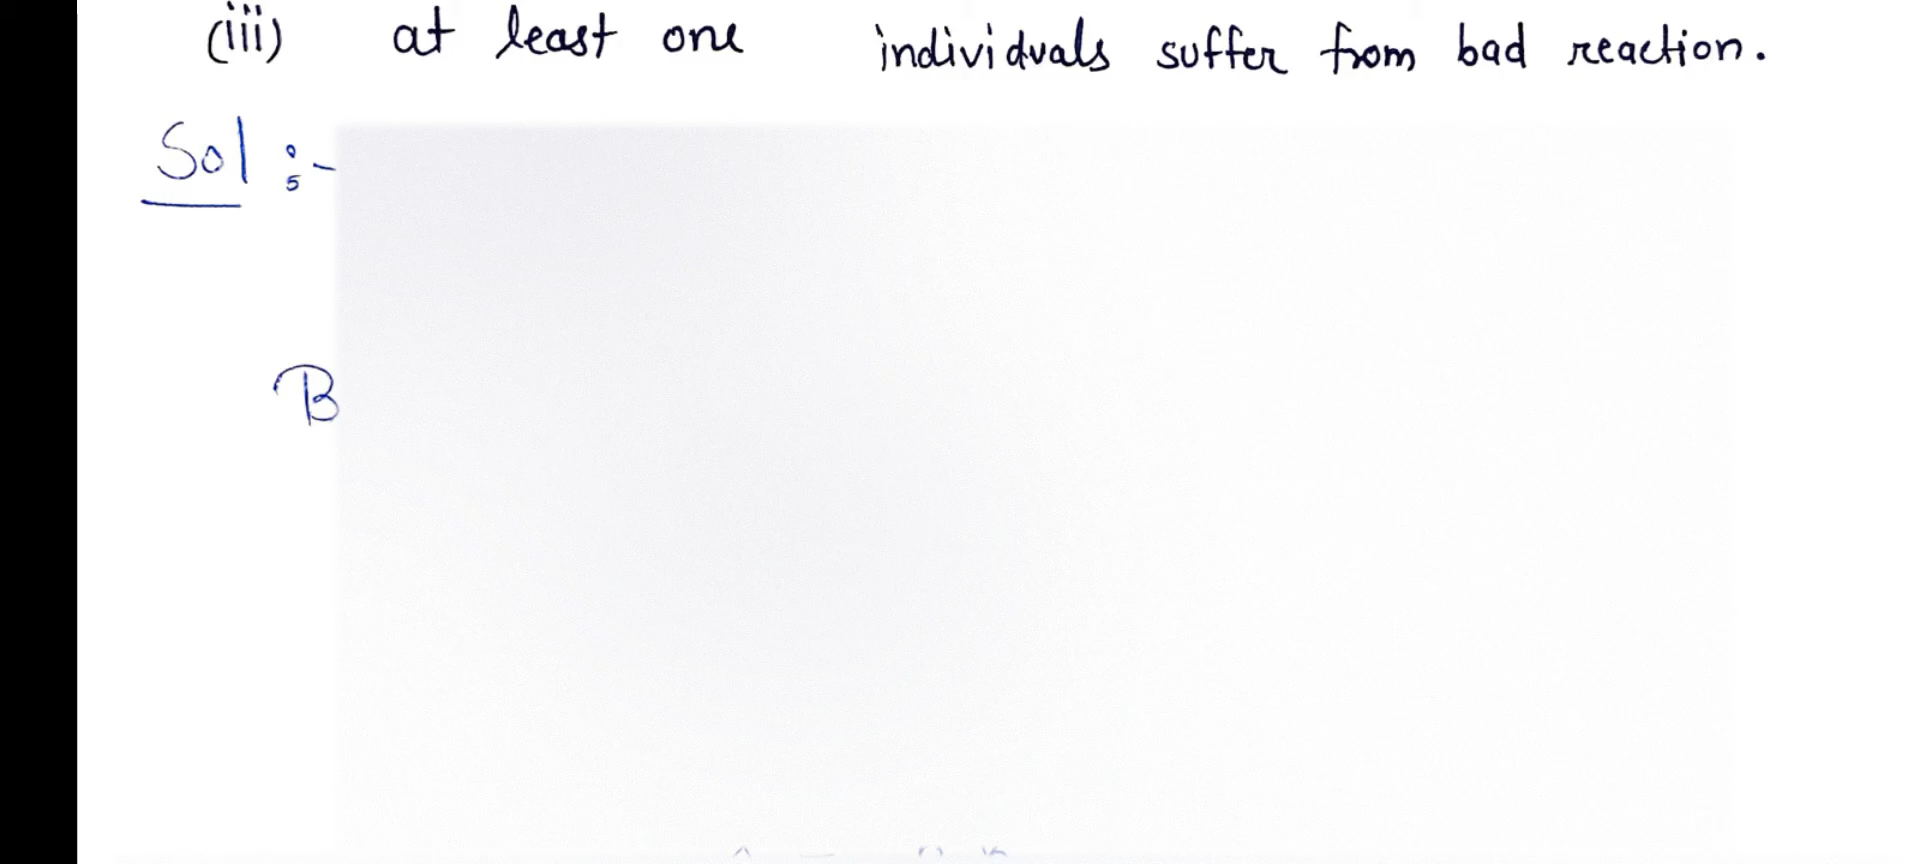 (iii) at least one individuals suffer from bad reaction.
Sol :-
B